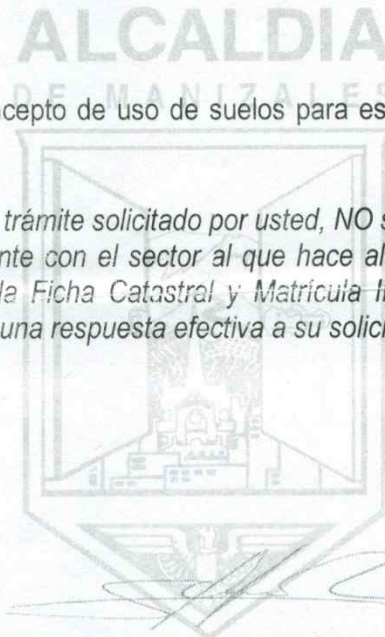 ALCALDIA
DE MANIZALES
cepto de uso de suelos para es
trámite solicitado por usted, NO s
nte con el sector al que hace al
la Ficha Catastral y Matrícula I
una respuesta efectiva a su solici